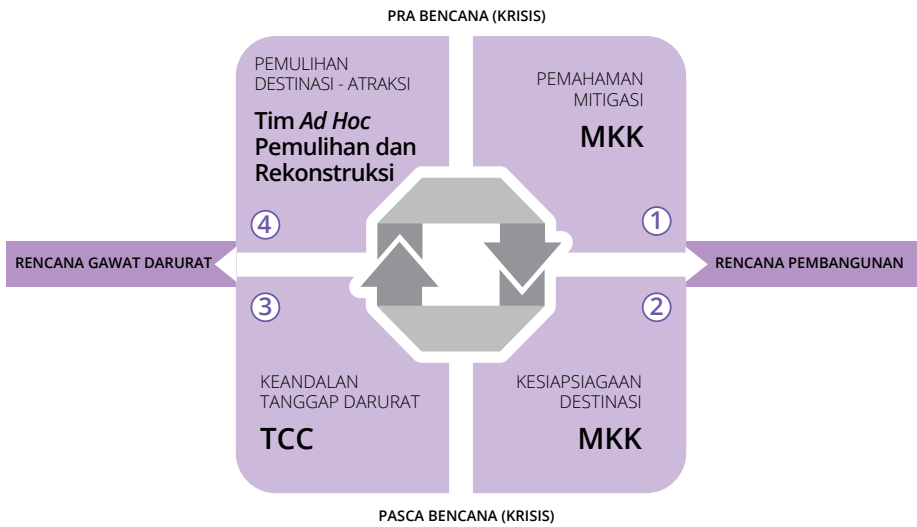 PRA BENCANA (KRISIS)
PEMULIHAN
DESTINASI - ATRAKSI
Tim Ad Hoc
Pemulihan dan
Rekonstruksi
4
PEMAHAMAN
MITIGASI
MKK
1
RENCANA GAWAT DARURAT
RENCANA PEMBANGUNAN
3
KEANDALAN
TANGGAP DARURAT
TCC
2
KESIAPSIAGAAN
DESTINASI
MKK
PASCA BENCANA (KRISIS)